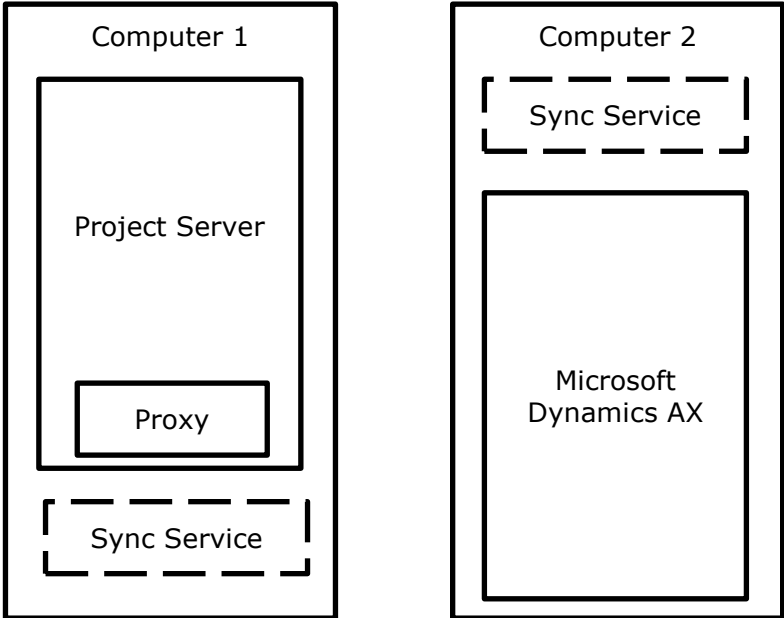 Computer 1
Project Server
Proxy
Sync Service
Computer 2
Sync Service
Microsoft
Dynamics AX